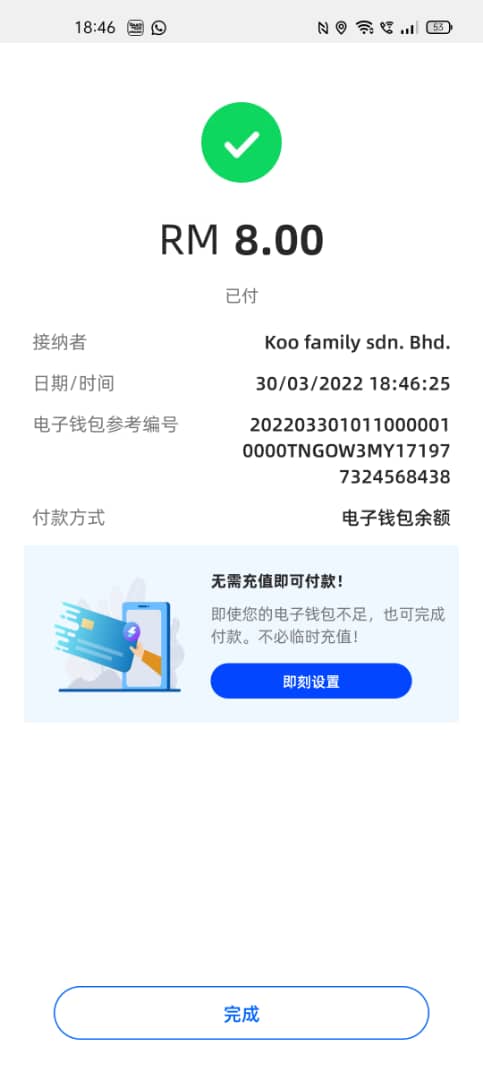 18:46
53
RM 8.00
已付
接纳者 Koo family sdn. Bhd.
日期/时间 30/03/2022 18:46:25
电子钱包参考编号 202203301011000001
0000TNGOW3MY17197
7324568438
付款方式 电子钱包余额
无需充值即可付款！
即使您的电子钱包不足，也可完成
付款。不必临时充值！
即刻设置
完成